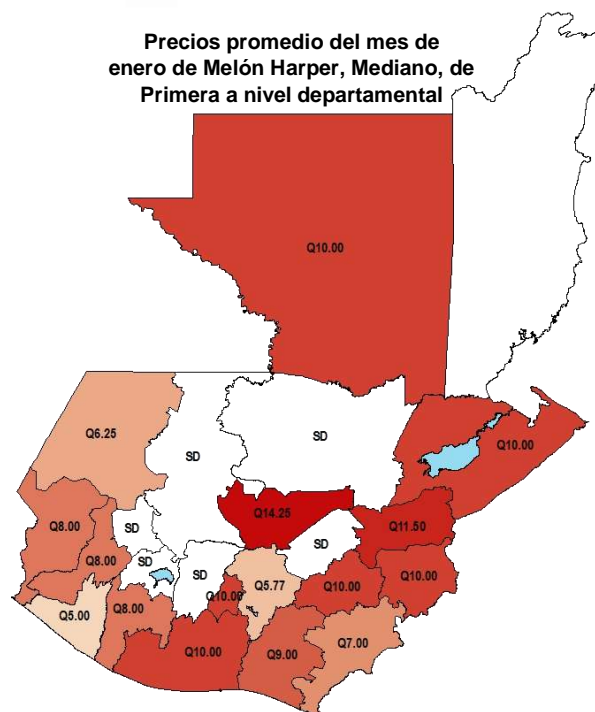 Precios promedio del mes de
enero de Melón Harper, Mediano, de
Primera a nivel departamental
Q10.00
Q6.25
SD
SD
Q10.00
Q14.25
Q11.50
Q8.00
SD
SD
Q8.00
SD
SD
Q5.77
Q10.00
Q10.00
Q10.00
Q5.00
Q8.00
Q10.00
Q9.00
Q7.00